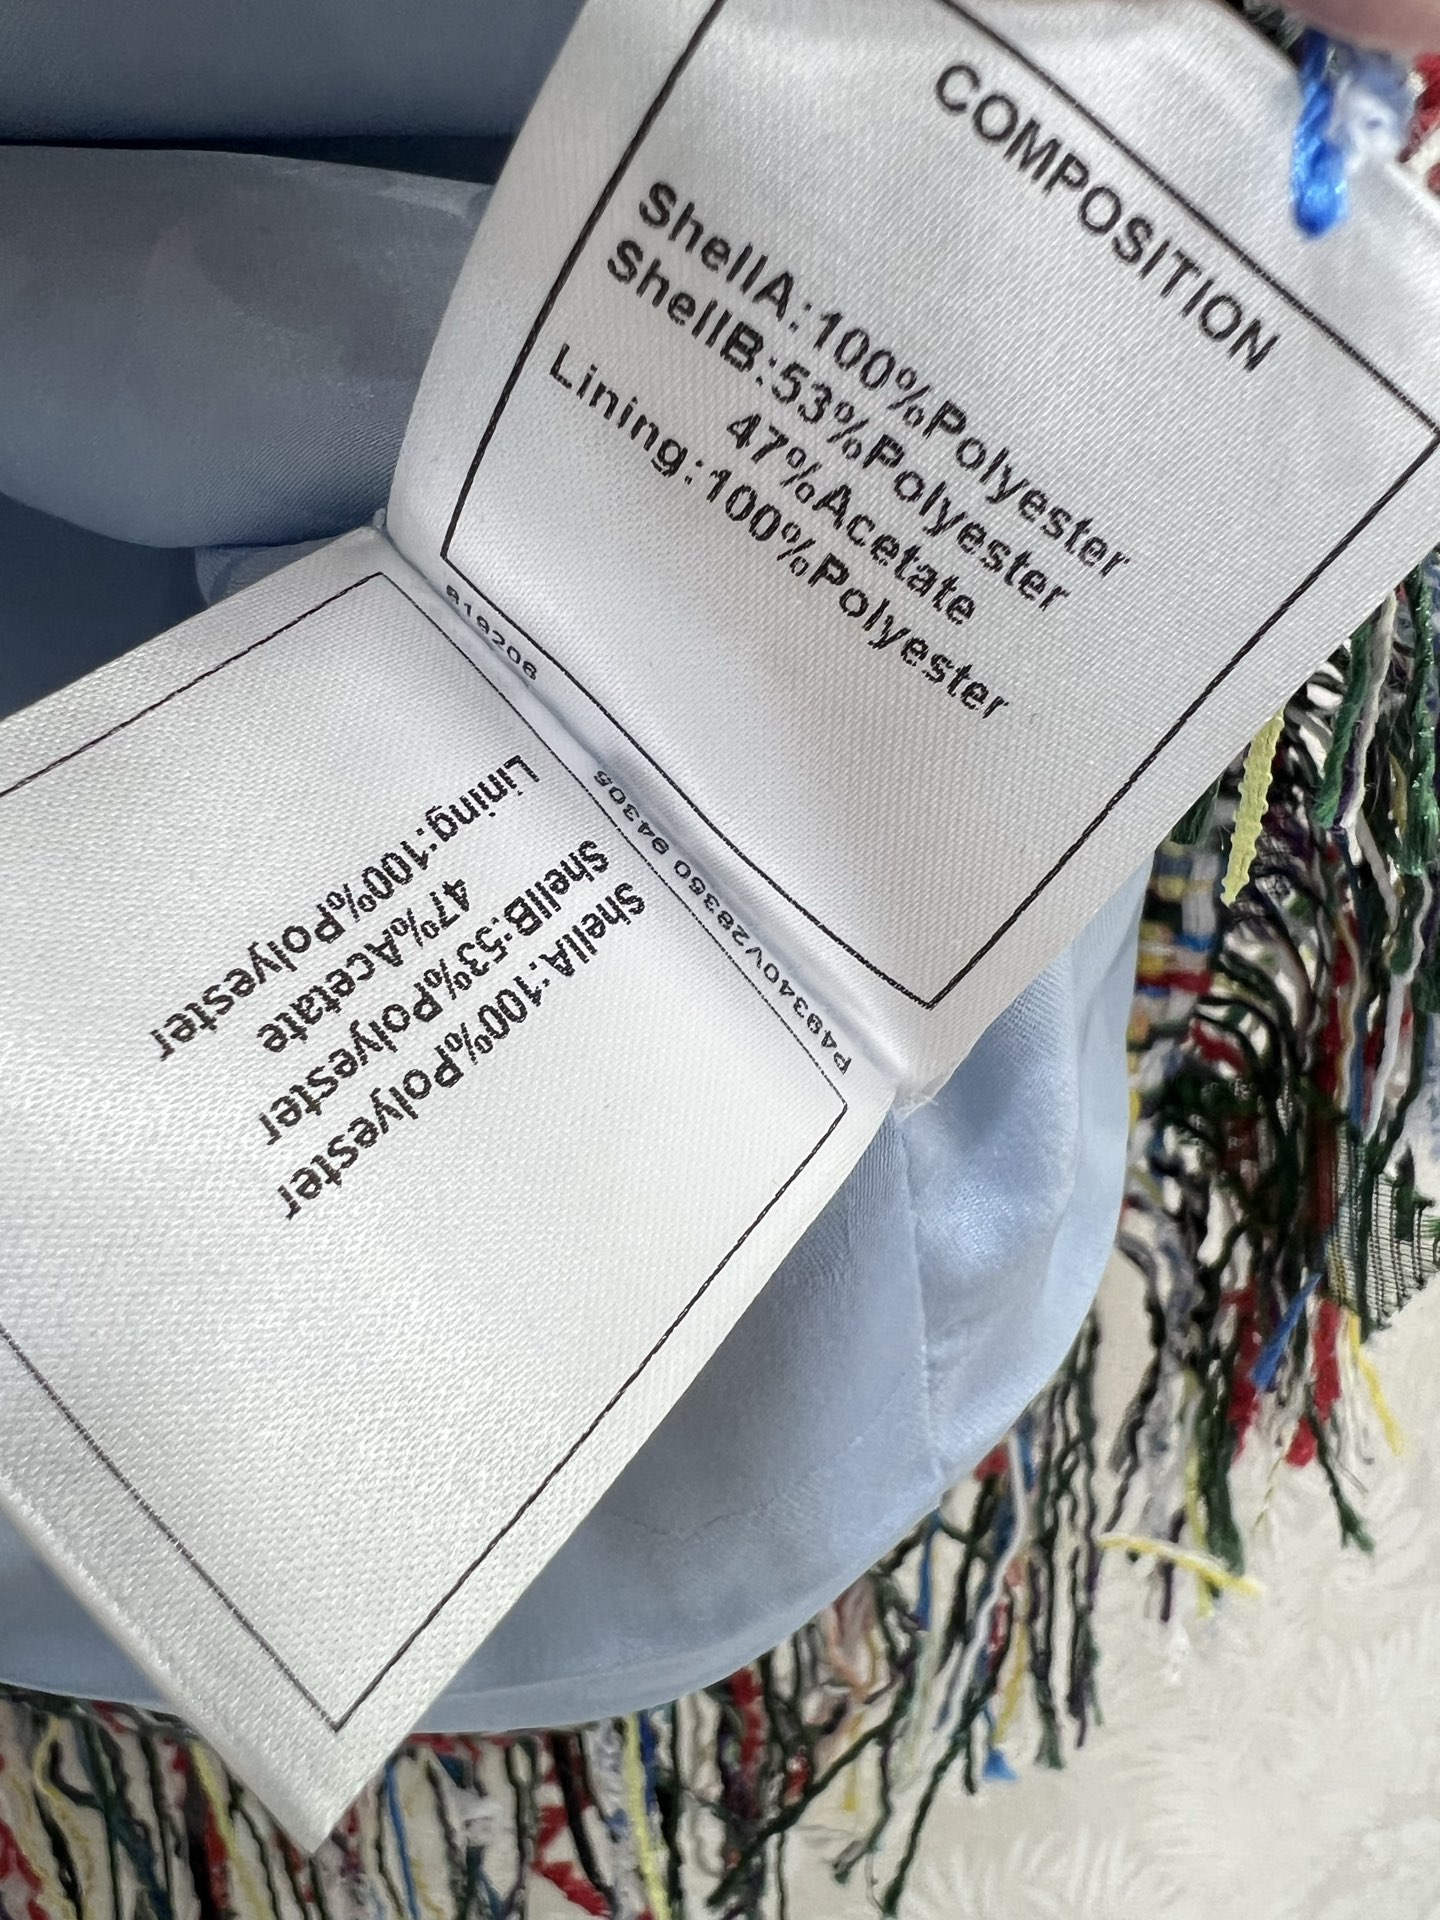 COMPOSITION
ShellA:100%Polyester
ShellB:53%Polyester
47%Acetate
Lining:100%Polyester
P49340V28350 94305
819206
ShellA:100%Polyester
ShellB:53%Polyester
47%Acetate
Lining:100%Polyester